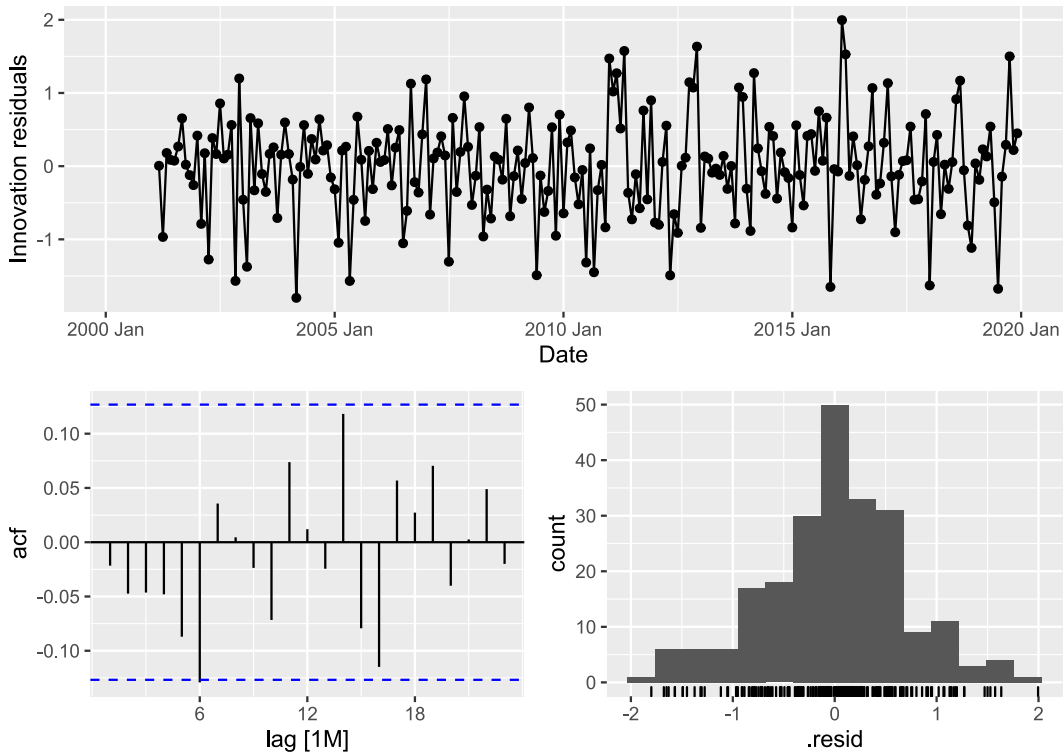 2
1
0
-1
Innovation residuals
2000 Jan 2005 Jan 2010 Jan 2015 Jan 2020 Jan
Date
0.10
0.05
0.00
-0.05
-0.10
acf
6 12 18
lag [1M]
50
40
30
20
10
0
count
-2 -1 0 1 2
.resid